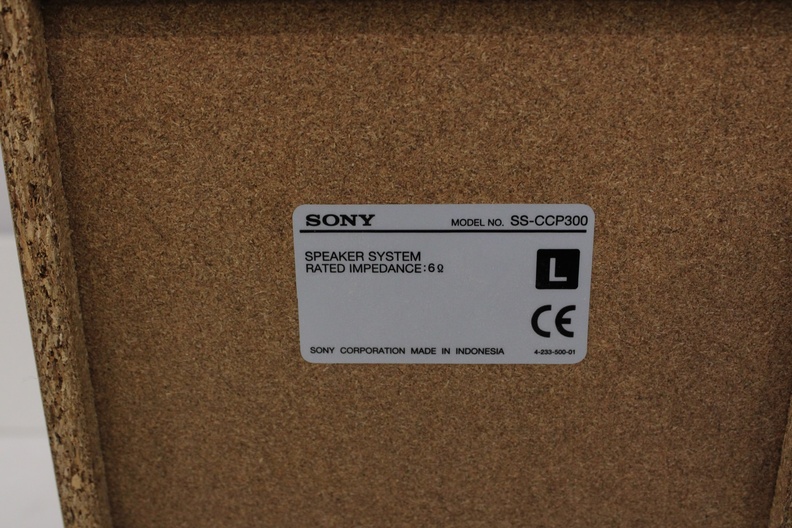 SONY MODEL NO. SS-CCP300
SPEAKER SYSTEM
RATED IMPEDANCE:6Ω
L
CE
SONY CORPORATION MADE IN INDONESIA 4-233-500-01